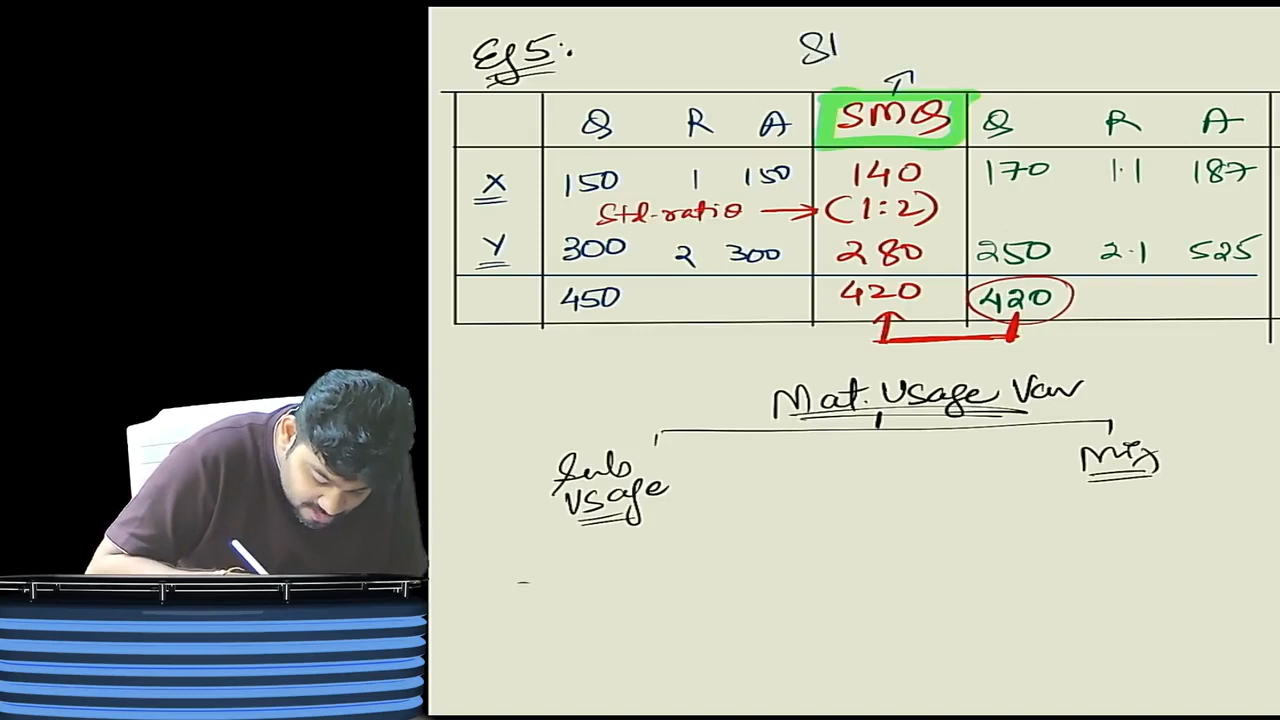 Eg 5:
SI
Q R A SMQ Q R A
X 150 1 150 140 170 1.1 187
Std. ratio → (1:2)
Y 300 2 300 280 250 2.1 525
450 420 420
Mat. Usage Var
Sub Usage
Mix